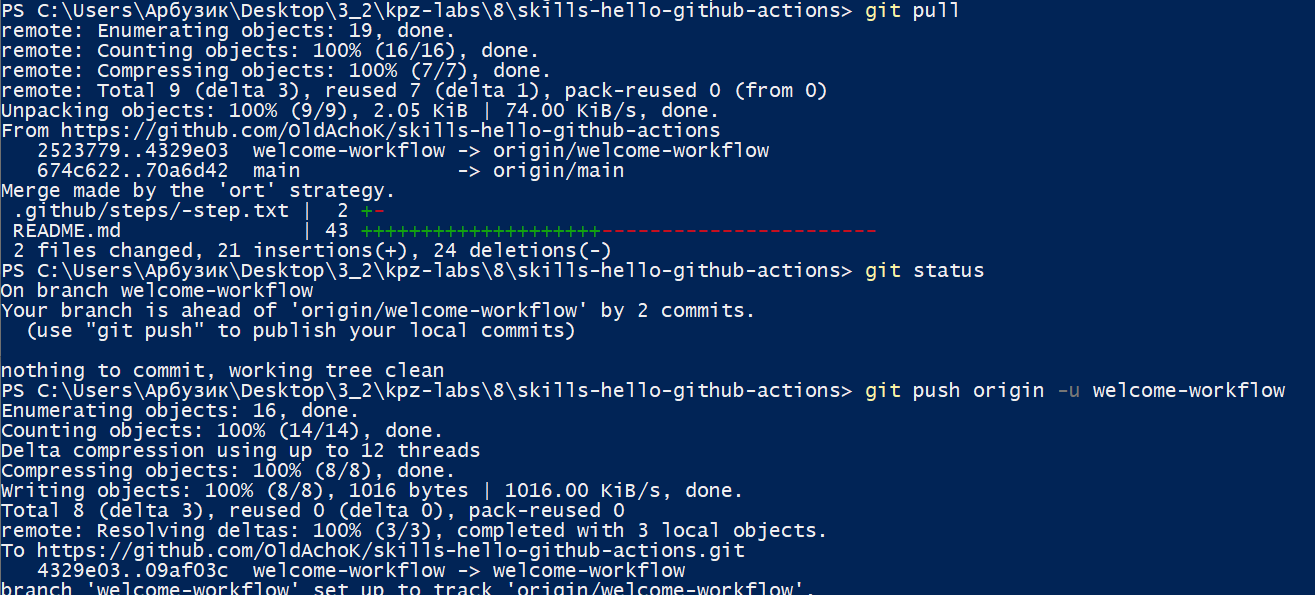 PS C:\Users\Арбузик\Desktop\3_2\kpz-labs\8\skills-hello-github-actions> git pull
remote: Enumerating objects: 19, done.
remote: Counting objects: 100% (16/16), done.
remote: Compressing objects: 100% (7/7), done.
remote: Total 9 (delta 3), reused 7 (delta 1), pack-reused 0 (from 0)
Unpacking objects: 100% (9/9), 2.05 KiB | 74.00 KiB/s, done.
From https://github.com/OldAchoK/skills-hello-github-actions
   2523779..4329e03  welcome-workflow -> origin/welcome-workflow
   674c622..70a6d42  main             -> origin/main
Merge made by the 'ort' strategy.
 .github/steps/-step.txt |  2 +-
 README.md               | 43 ++++++++++++++++++++-----------------------
 2 files changed, 21 insertions(+), 24 deletions(-)
PS C:\Users\Арбузик\Desktop\3_2\kpz-labs\8\skills-hello-github-actions> git status
On branch welcome-workflow
Your branch is ahead of 'origin/welcome-workflow' by 2 commits.
  (use "git push" to publish your local commits)

nothing to commit, working tree clean
PS C:\Users\Арбузик\Desktop\3_2\kpz-labs\8\skills-hello-github-actions> git push origin -u welcome-workflow
Enumerating objects: 16, done.
Counting objects: 100% (14/14), done.
Delta compression using up to 12 threads
Compressing objects: 100% (8/8), done.
Writing objects: 100% (8/8), 1016 bytes | 1016.00 KiB/s, done.
Total 8 (delta 3), reused 0 (delta 0), pack-reused 0
remote: Resolving deltas: 100% (3/3), completed with 3 local objects.
To https://github.com/OldAchoK/skills-hello-github-actions.git
   4329e03..09af03c  welcome-workflow -> welcome-workflow
branch 'welcome-workflow' set up to track 'origin/welcome-workflow'.